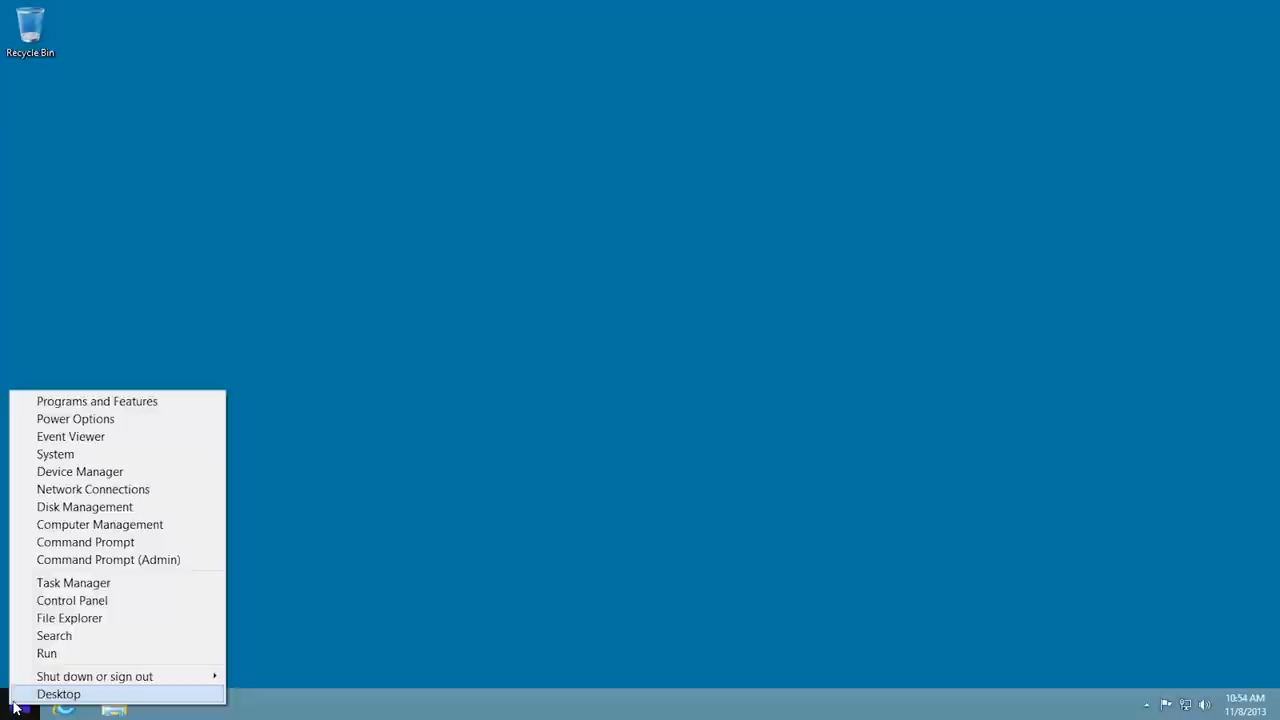 Recycle Bin
Programs and Features
Power Options
Event Viewer
System
Device Manager
Network Connections
Disk Management
Computer Management
Command Prompt
Command Prompt (Admin)
Task Manager
Control Panel
File Explorer
Search
Run
Shut down or sign out
Desktop
10:54 AM
11/8/2013